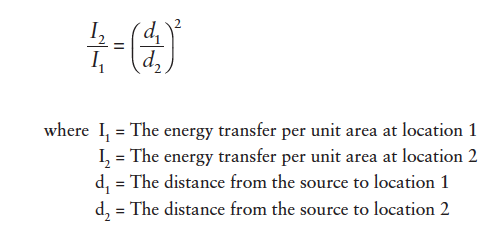 I₂/I₁ = (d₁/d₂)²
where I₁ = The energy transfer per unit area at location 1
I₂ = The energy transfer per unit area at location 2
d₁ = The distance from the source to location 1
d₂ = The distance from the source to location 2